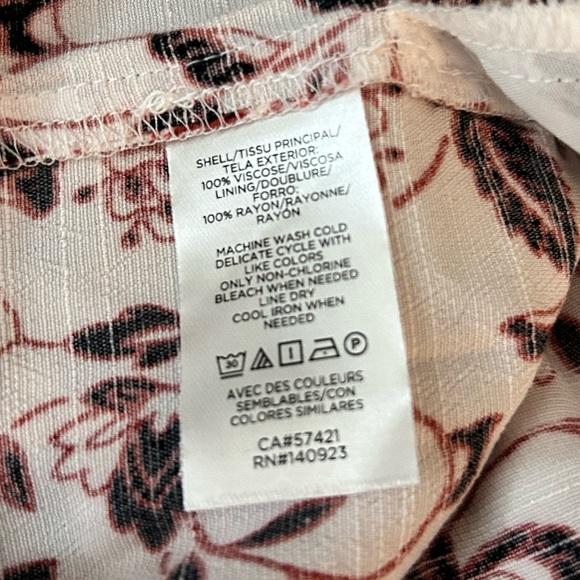 SHELL/TISSU PRINCIPAL/
TELA EXTERIOR:
100% VISCOSE/VISCOSA
LINING/DOUBLURE/
FORRO:
100% RAYON/RAYONNE/
RAYÓN
MACHINE WASH COLD
DELICATE CYCLE WITH
LIKE COLORS
ONLY NON-CHLORINE
BLEACH WHEN NEEDED
LINE DRY
COOL IRON WHEN
NEEDED
30 P
AVEC DES COULEURS
SEMBLABLES/CON
COLORES SIMILARES
CA#57421
RN#140923